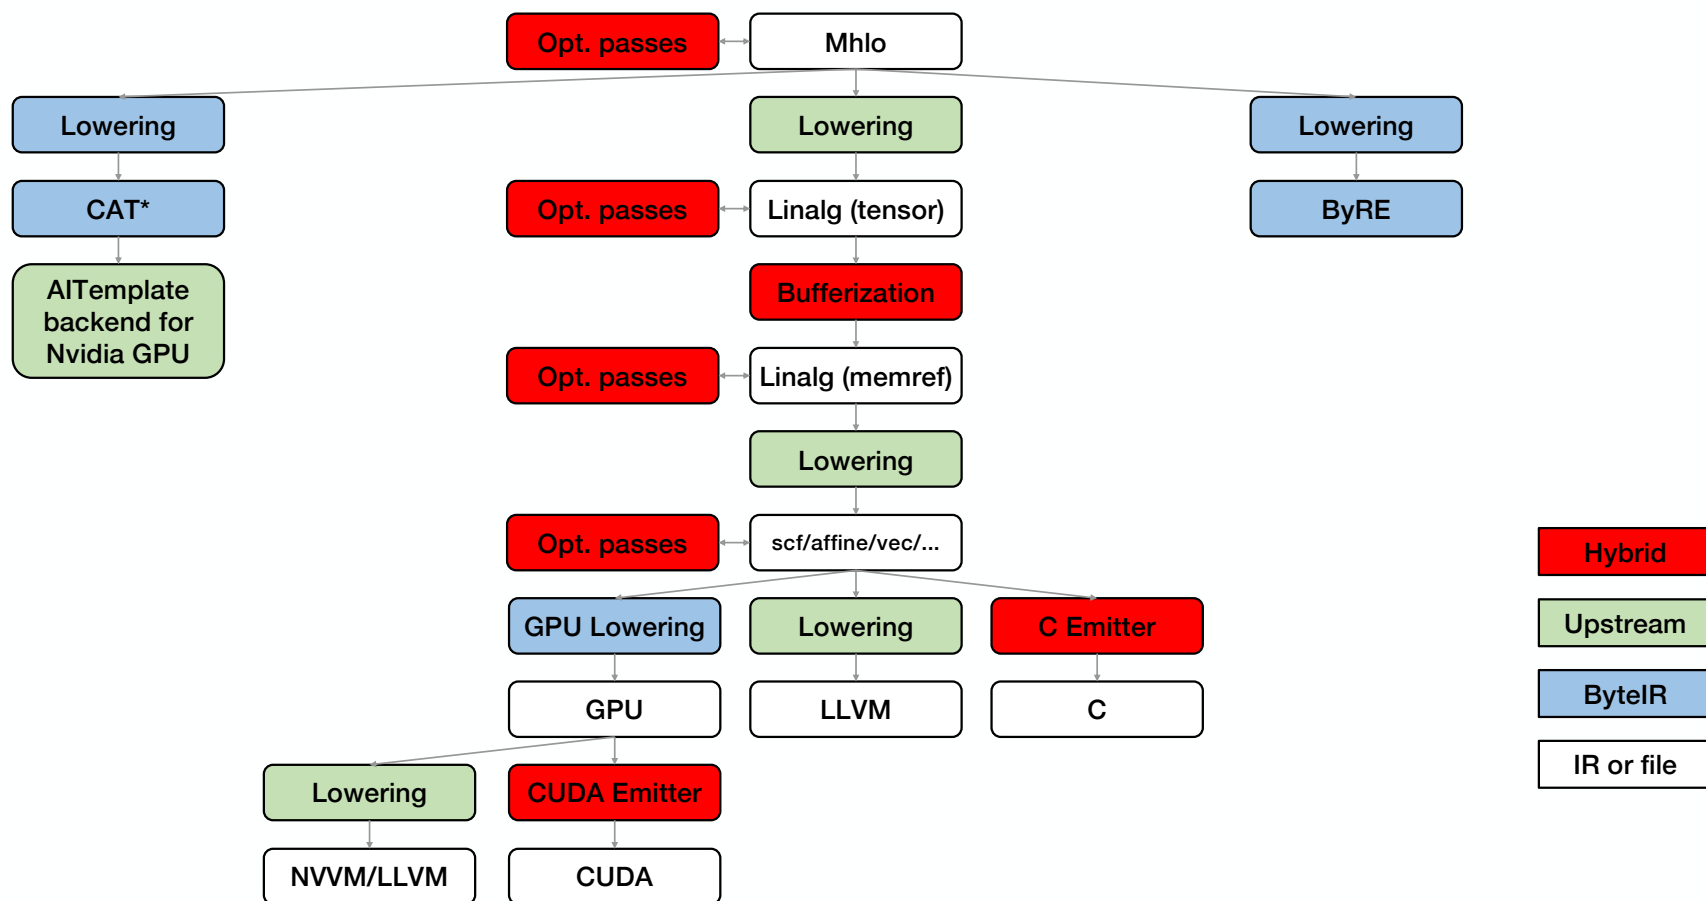 Opt. passes
Mhlo
Lowering
Lowering
Lowering
CAT*
Opt. passes
Linalg (tensor)
ByRE
AITemplate
backend for
Nvidia GPU
Bufferization
Opt. passes
Linalg (memref)
Lowering
Opt. passes
scf/affine/vec/...
Hybrid
GPU Lowering
Lowering
C Emitter
Upstream
GPU
LLVM
C
ByteIR
Lowering
CUDA Emitter
IR or file
NVVM/LLVM
CUDA